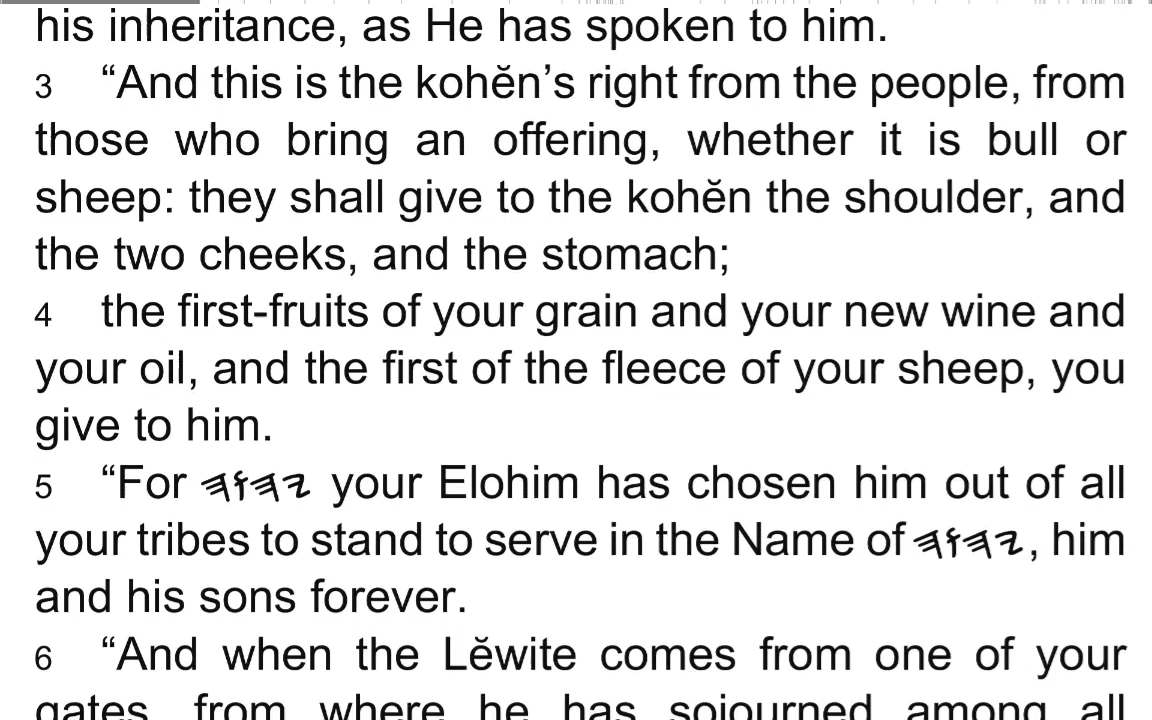 his inheritance, as He has spoken to him.
3 “And this is the kohĕn’s right from the people, from
those who bring an offering, whether it is bull or
sheep: they shall give to the kohĕn the shoulder, and
the two cheeks, and the stomach;
4 the first-fruits of your grain and your new wine and
your oil, and the first of the fleece of your sheep, you
give to him.
5 “For 𐤉𐤄𐤅𐤄 your Elohim has chosen him out of all
your tribes to stand to serve in the Name of 𐤉𐤄𐤅𐤄, him
and his sons forever.
6 “And when the Lĕwite comes from one of your
gates, from where he has sojourned among all